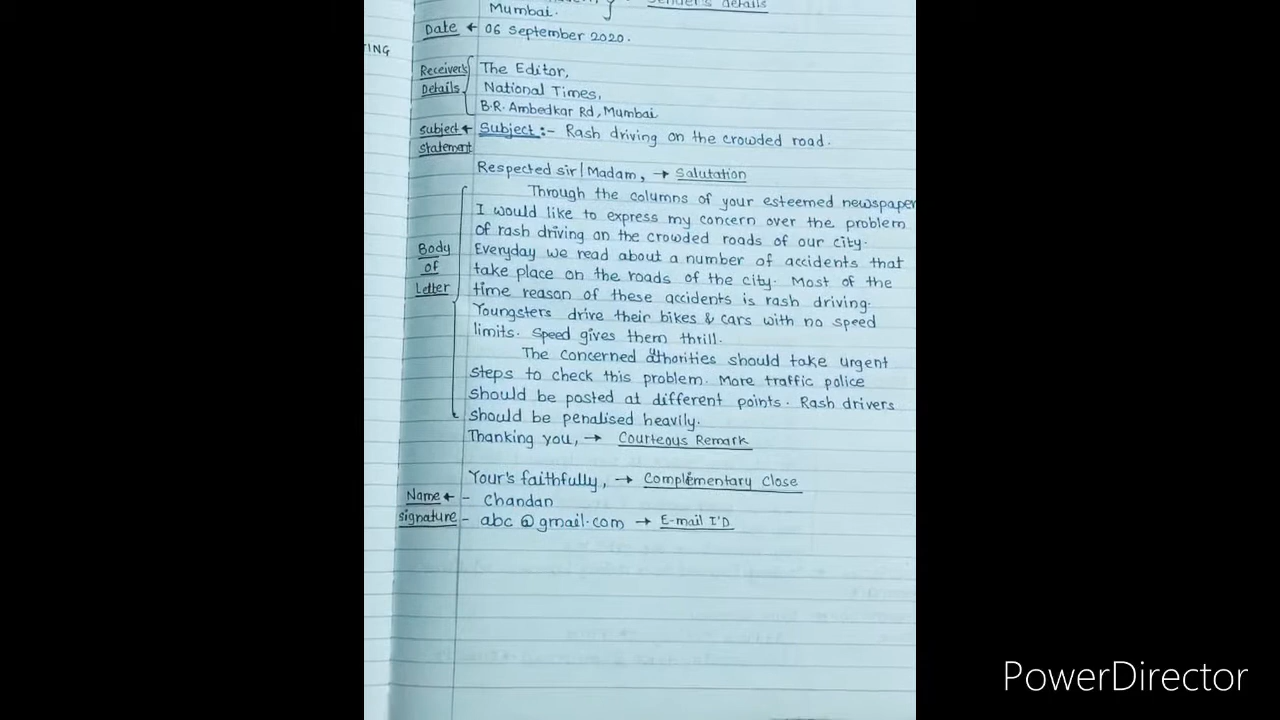 Sender's details
Mumbai.
Date ← 06 September 2020.
TING
Receiver's The Editor,
Details National Times,
B.R. Ambedkar Rd, Mumbai
Subject ← Subject :- Rash driving on the crowded road.
statement
Respected sir/Madam, → Salutation
Through the columns of your esteemed newspaper
I would like to express my concern over the problem
of rash driving on the crowded roads of our city.
Body Everyday we read about a number of accidents that
of take place on the roads of the city. Most of the
Letter time reason of these accidents is rash driving.
Youngsters drive their bikes & cars with no speed
limits. Speed gives them thrill.
The concerned authorities should take urgent
steps to check this problem. More traffic police
should be posted at different points. Rash drivers
should be penalised heavily.
Thanking you, → Courteous Remark
Your's faithfully, → Complementary Close
Name ← - Chandan
signature - abc @gmail.com → E-mail I'D
PowerDirector